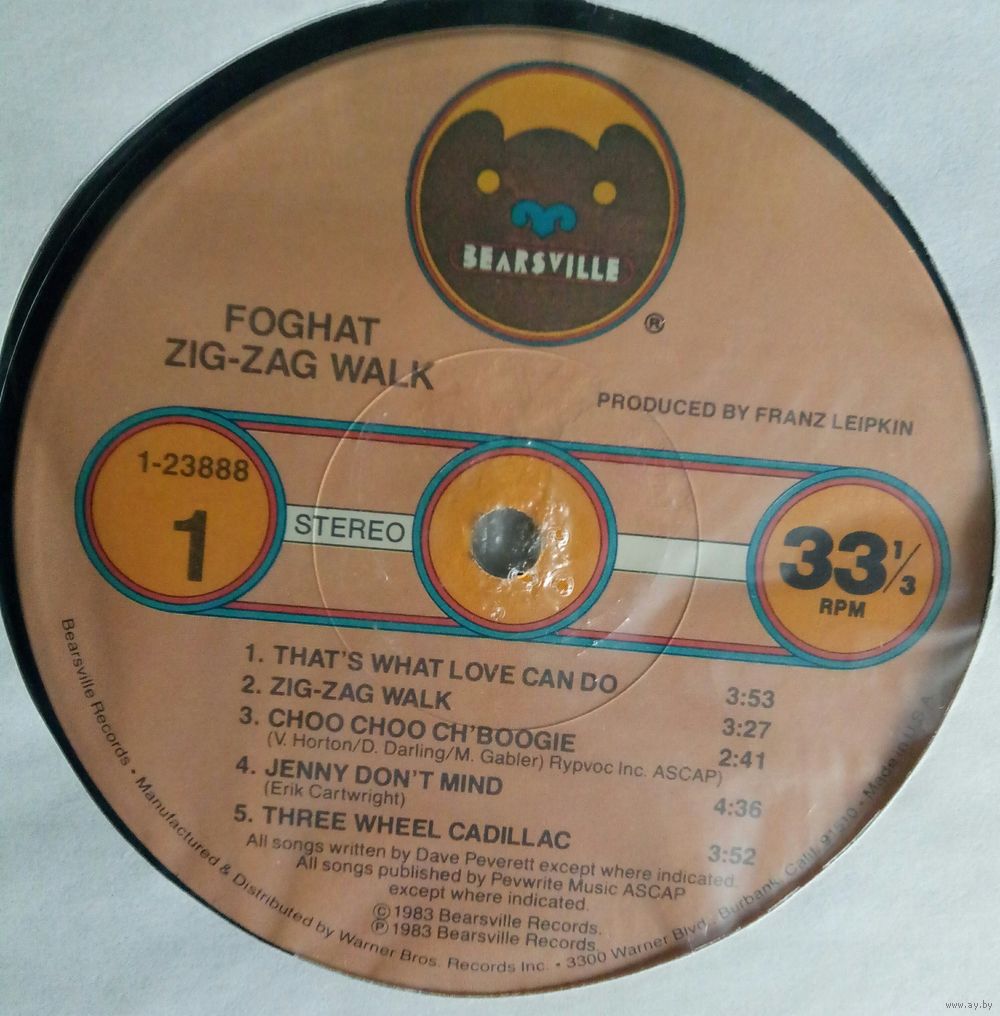 BEARSVILLE
®
FOGHAT
ZIG-ZAG WALK
PRODUCED BY FRANZ LEIPKIN
1-23888
1
STEREO
33 1/3
RPM
1. THAT'S WHAT LOVE CAN DO 3:53
2. ZIG-ZAG WALK 3:27
3. CHOO CHOO CH'BOOGIE 2:41
(V. Horton/D. Darling/M. Gabler) Rypvoc Inc. ASCAP)
4. JENNY DON'T MIND 4:36
(Erik Cartwright)
5. THREE WHEEL CADILLAC 3:52
All songs written by Dave Peverett except where indicated.
All songs published by Pevwrite Music ASCAP
except where indicated.
©1983 Bearsville Records.
℗1983 Bearsville Records.
Bearsville Records • Manufactured & Distributed by Warner Bros. Records Inc. • 3300 Warner Blvd • Burbank, Calif. 91510 • Made in U.S.A.
www.ay.by